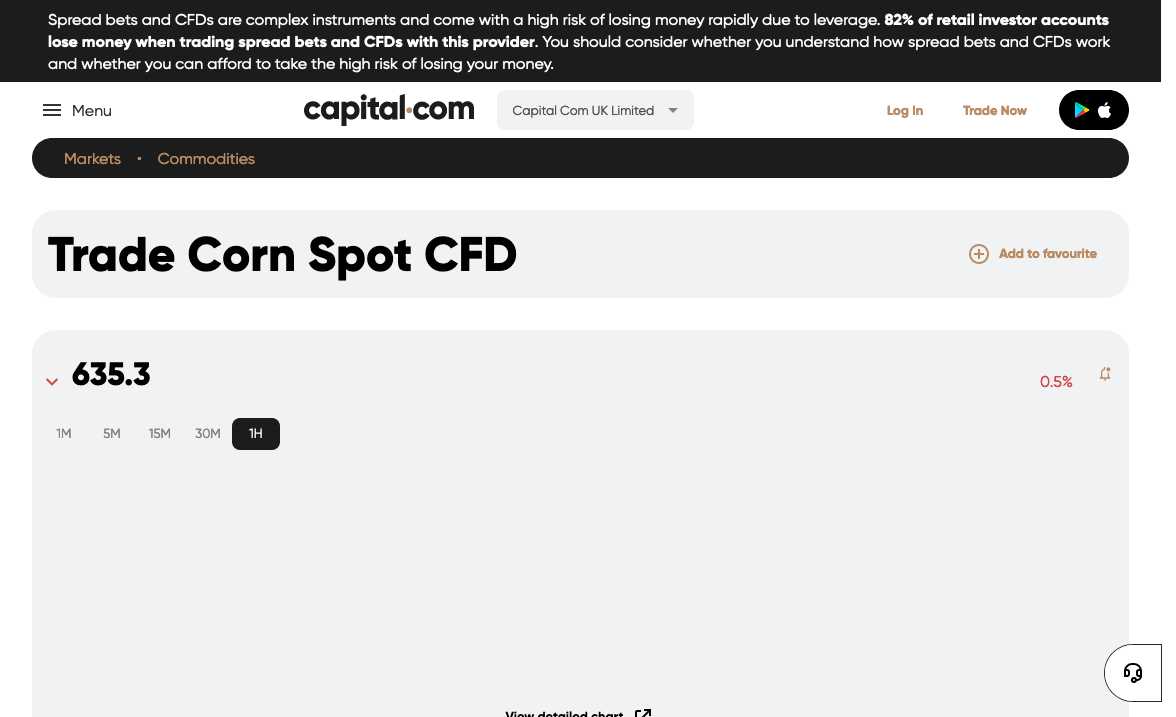 Spread bets and CFDs are complex instruments and come with a high risk of losing money rapidly due to leverage. 82% of retail investor accounts
lose money when trading spread bets and CFDs with this provider. You should consider whether you understand how spread bets and CFDs work
and whether you can afford to take the high risk of losing your money.
Menu
capital.com
Capital Com UK Limited
Log In
Trade Now
Markets • Commodities
Trade Corn Spot CFD
Add to favourite
635.3
0.5%
1M 5M 15M 30M 1H
View detailed chart